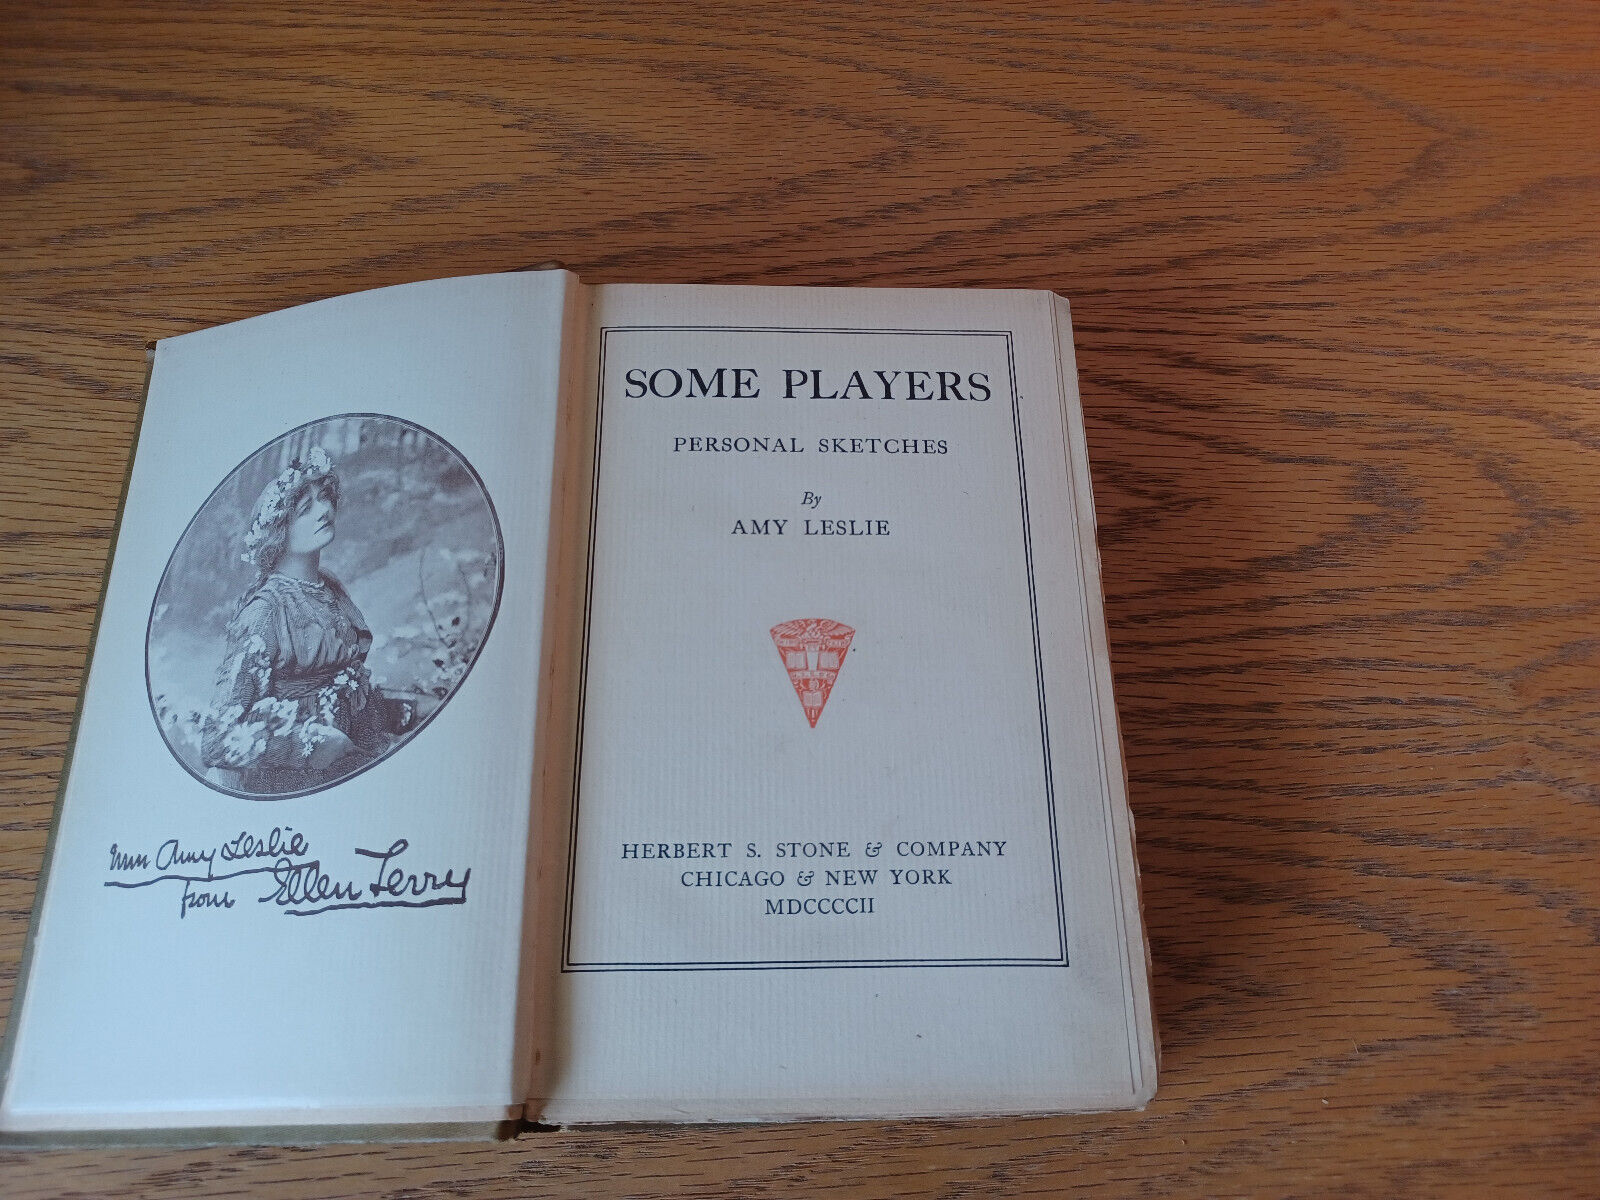 Amy Leslie
from Ellen Terry
SOME PLAYERS
PERSONAL SKETCHES
By
AMY LESLIE
HERBERT S. STONE & COMPANY
CHICAGO & NEW YORK
MDCCCCII